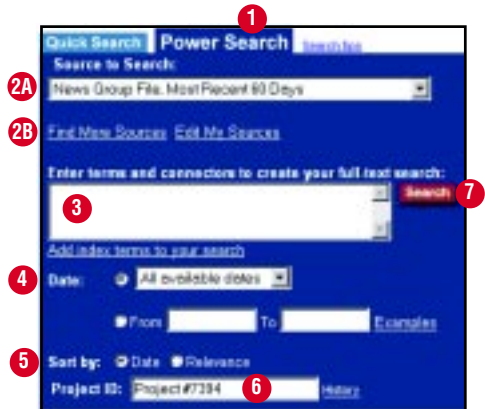 1
Quick Search Power Search Search Tips
Source to Search:
2A News Group File, Most Recent 60 Days
2B Find More Sources Edit My Sources
Enter terms and connectors to create your full-text search:
3 Search 7
Add index terms to your search
4 Date: All available dates
From To Examples
5 Sort by: Date Relevance
Project ID: Project #7394 6 History